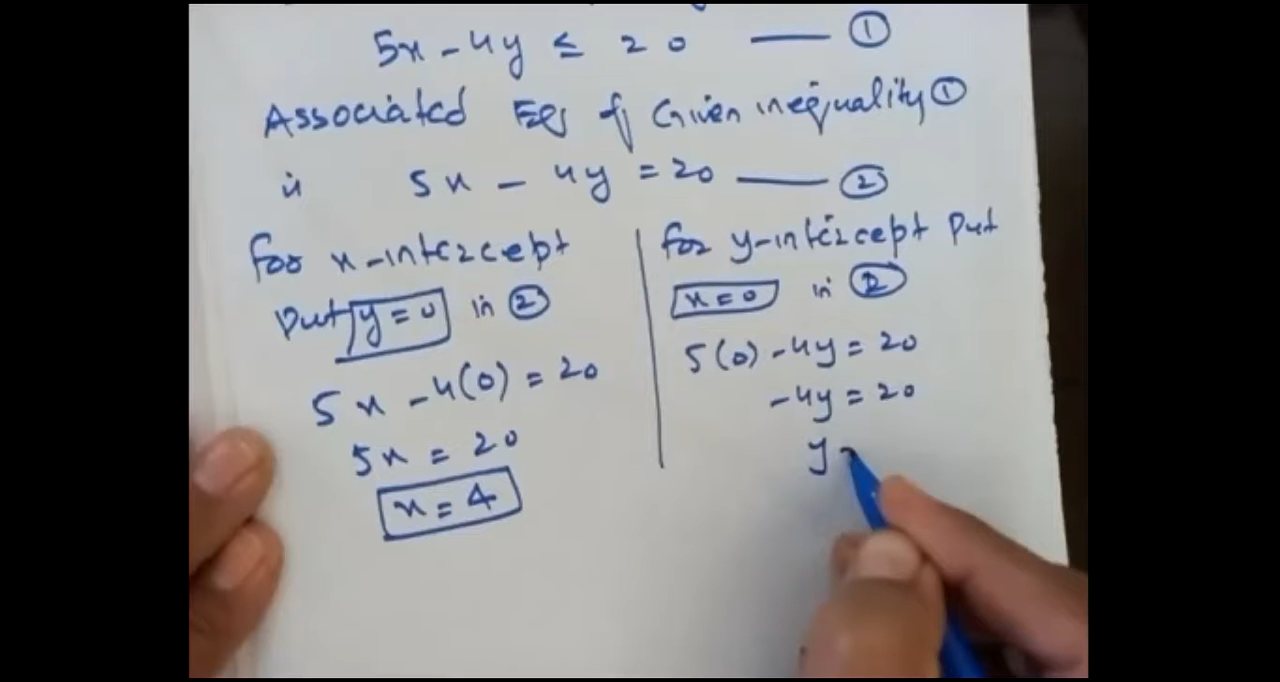 5x - 4y ≤ 20 —— ①
Associated Eq of Given inequality ①
is 5x - 4y = 20 —— ②
for x-intercept
Put y = 0 in ②
5x - 4(0) = 20
5x = 20
x = 4
for y-intercept Put
x = 0 in ②
5(0) - 4y = 20
-4y = 20
y